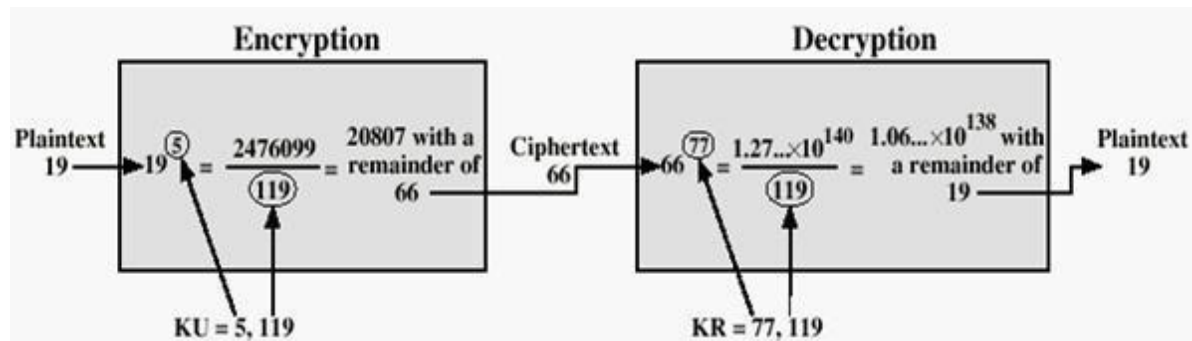 Encryption
Decryption
Plaintext
19
19 5 = 2476099 / 119 = 20807 with a remainder of 66
Ciphertext
66
66 77 = 1.27...×10 140 / 119 = 1.06...×10 138 with a remainder of 19
Plaintext
19
KU = 5, 119
KR = 77, 119